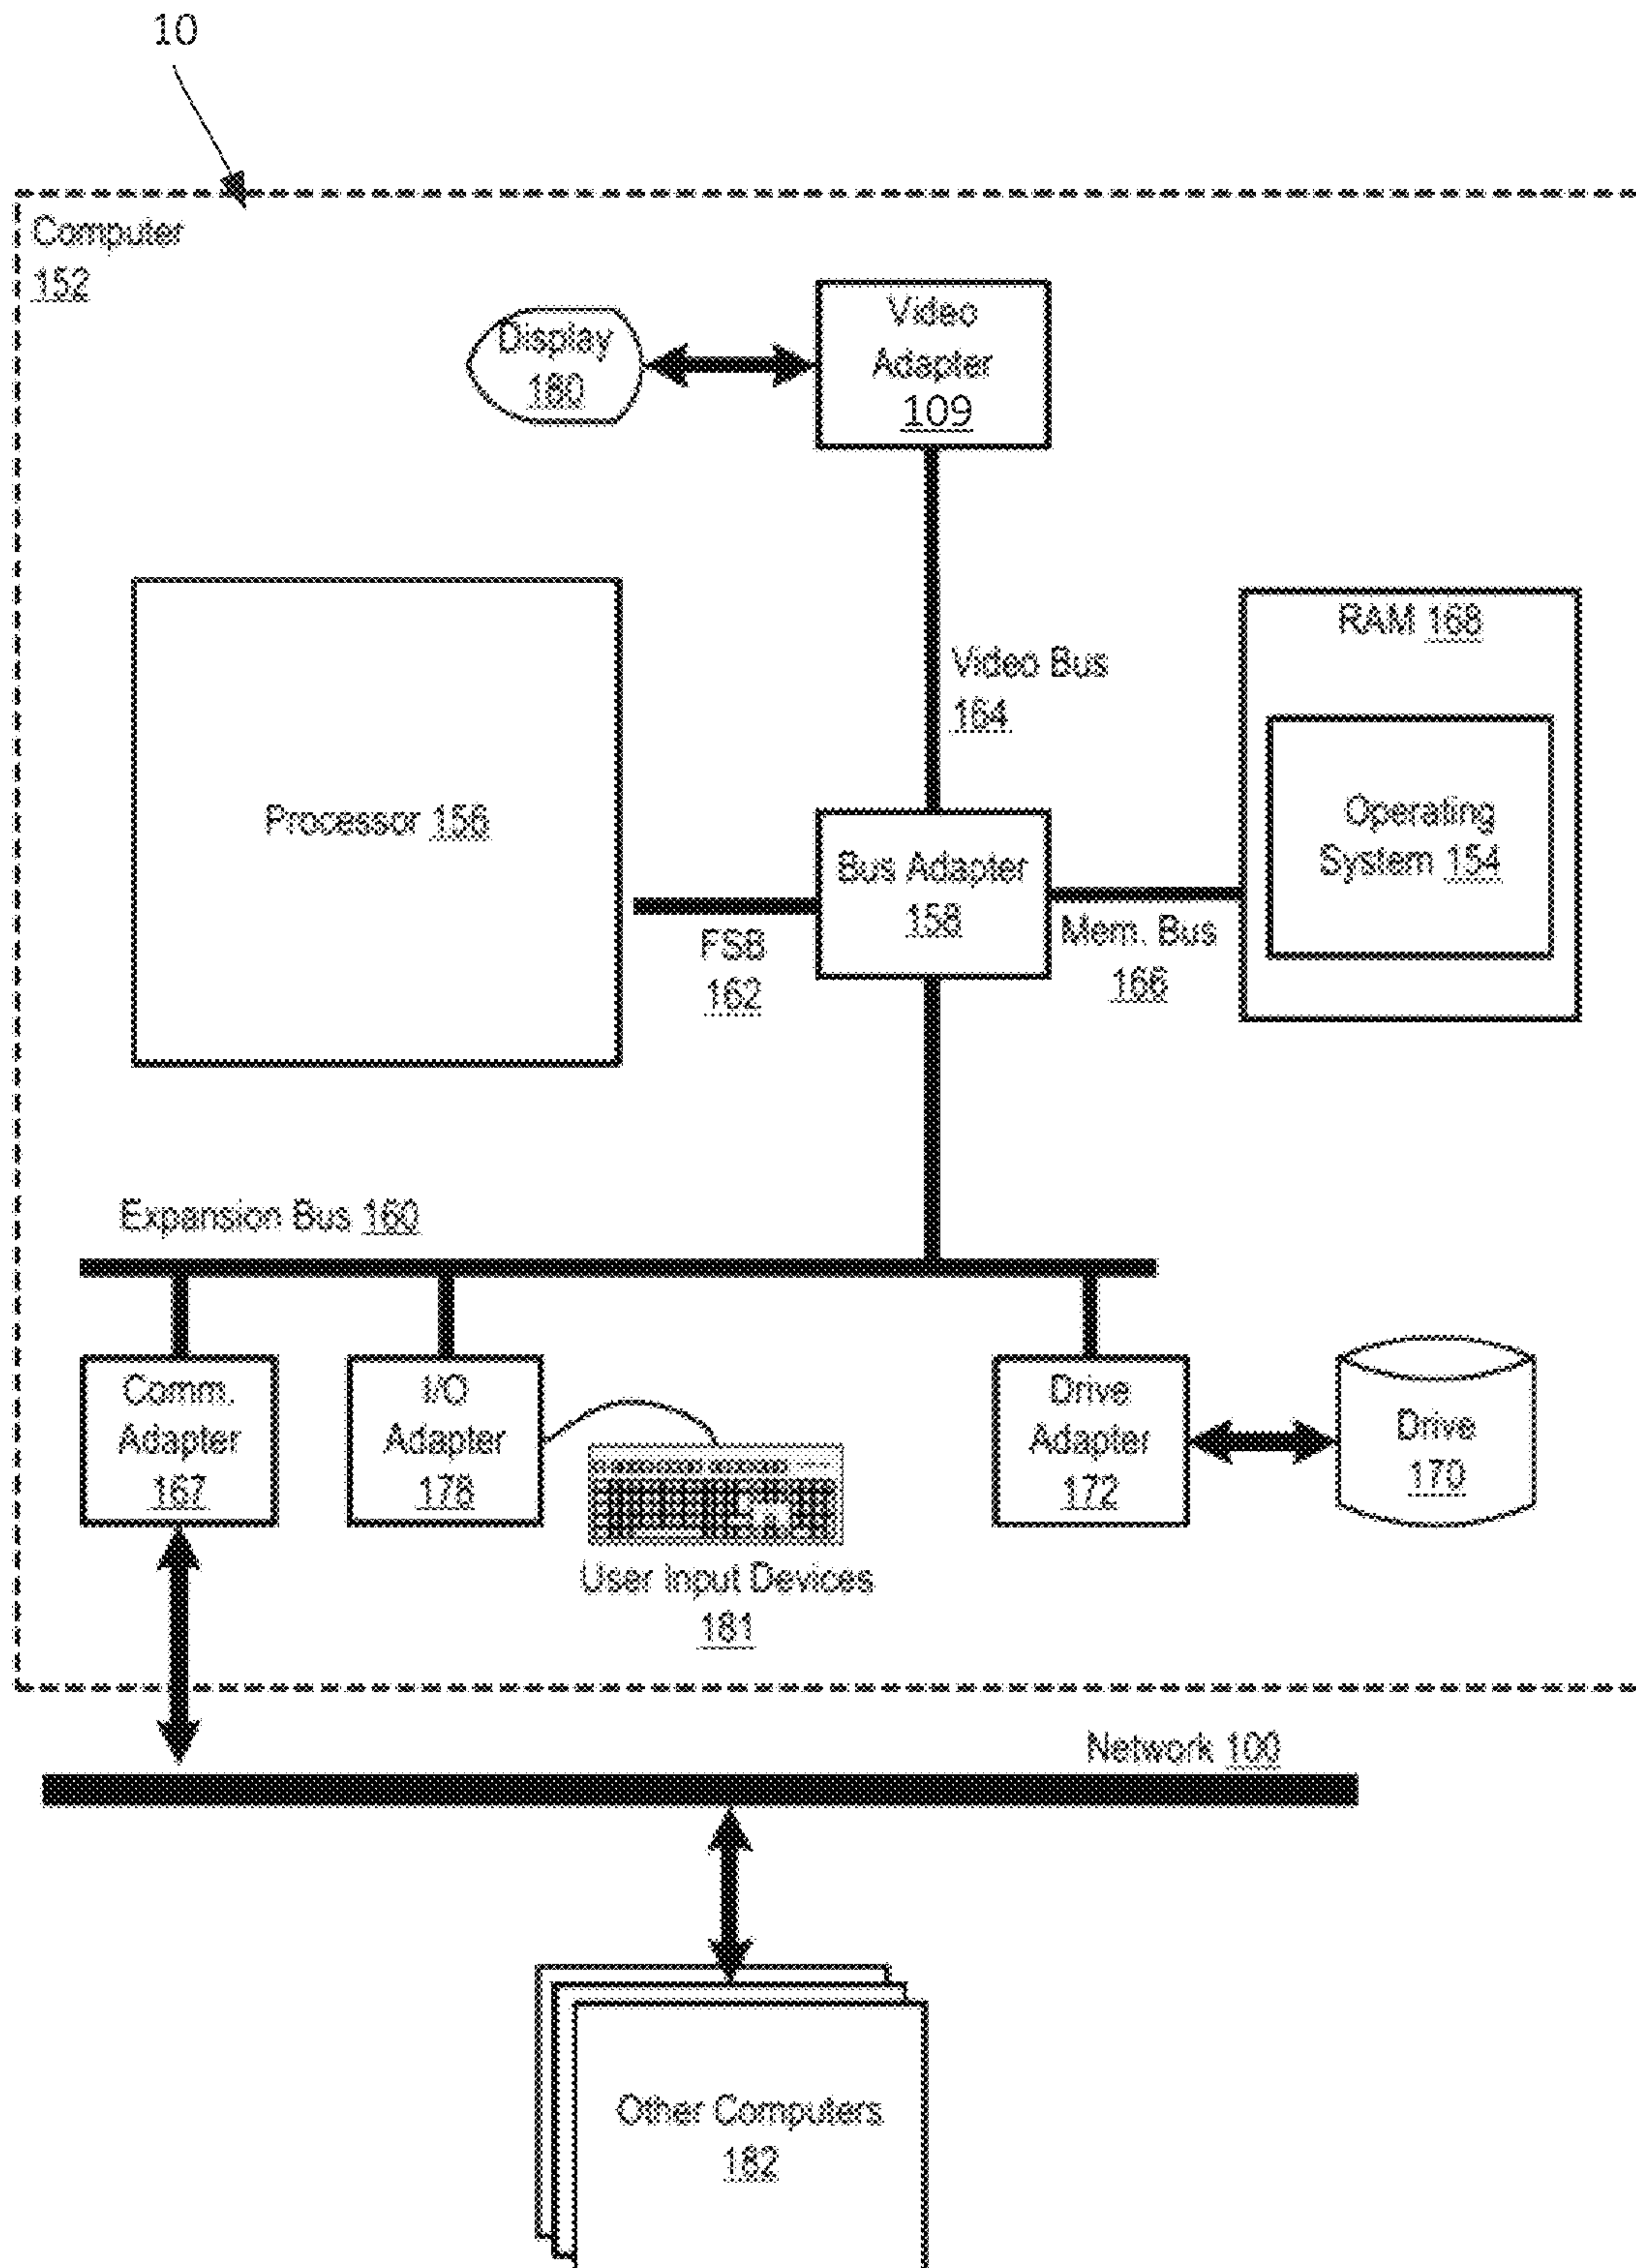 10
Computer
152
Display
180
Video
Adapter
109
Video Bus
164
RAM 168
Operating
System 154
Processor 156
Bus Adapter
158
FSB
162
Mem. Bus
166
Expansion Bus 160
Comm.
Adapter
167
I/O
Adapter
178
User Input Devices
181
Drive
Adapter
172
Drive
170
Network 100
Other Computers
182